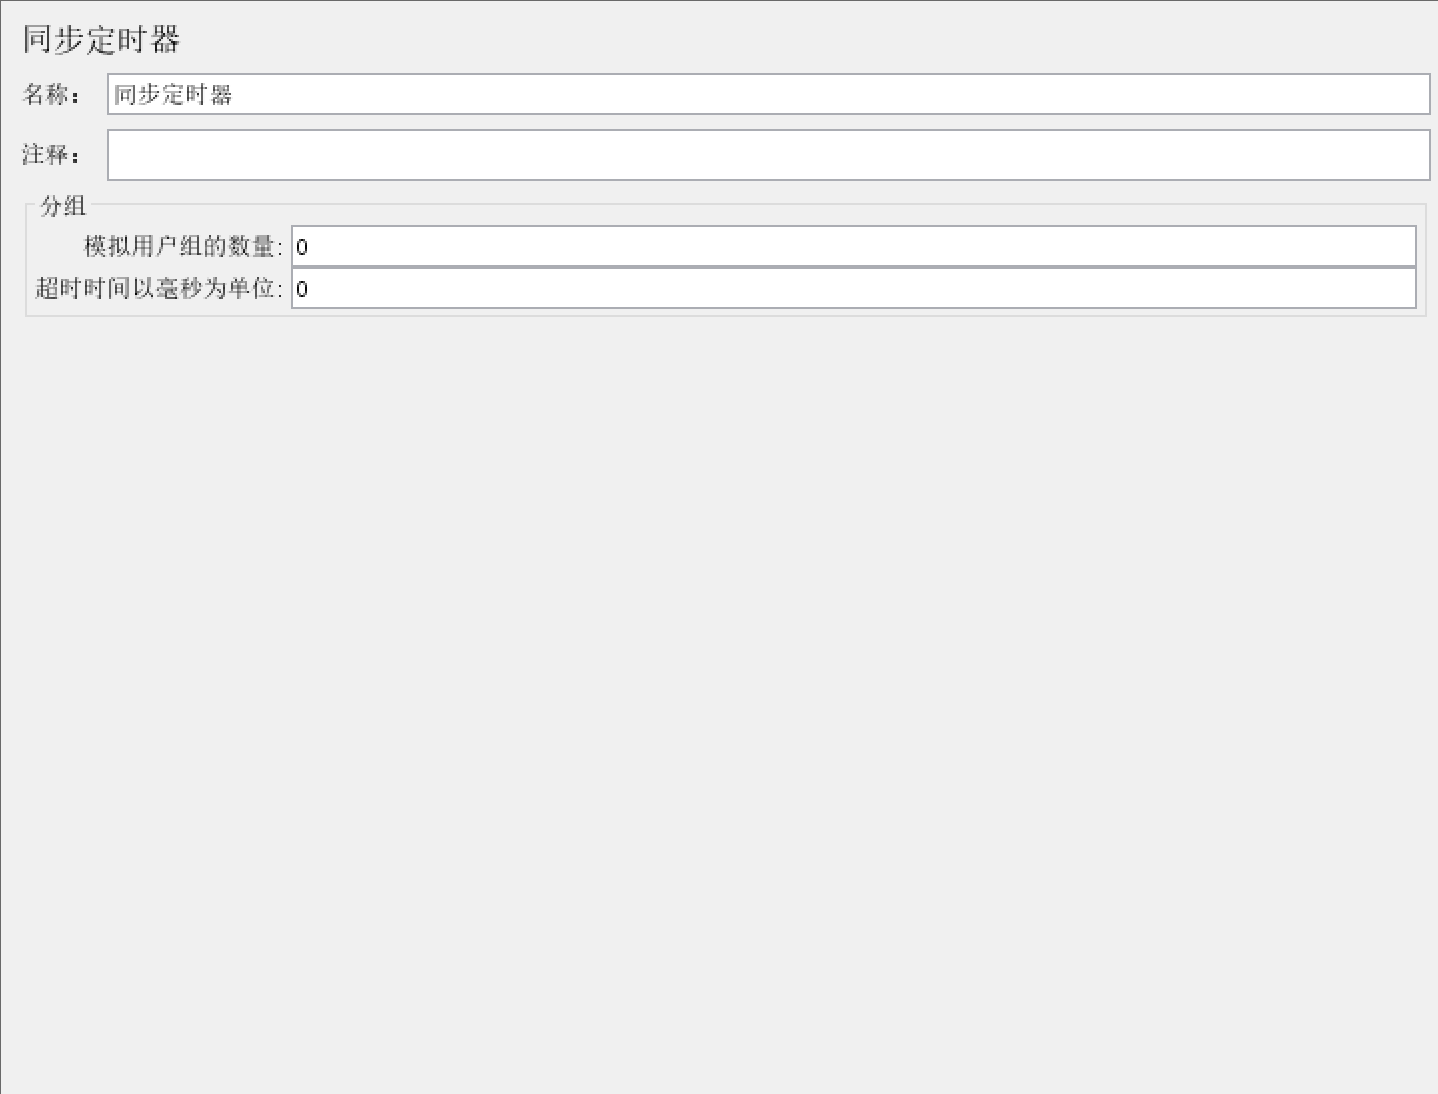 同步定时器
名称： 同步定时器
注释：
分组
模拟用户组的数量: 0
超时时间以毫秒为单位: 0